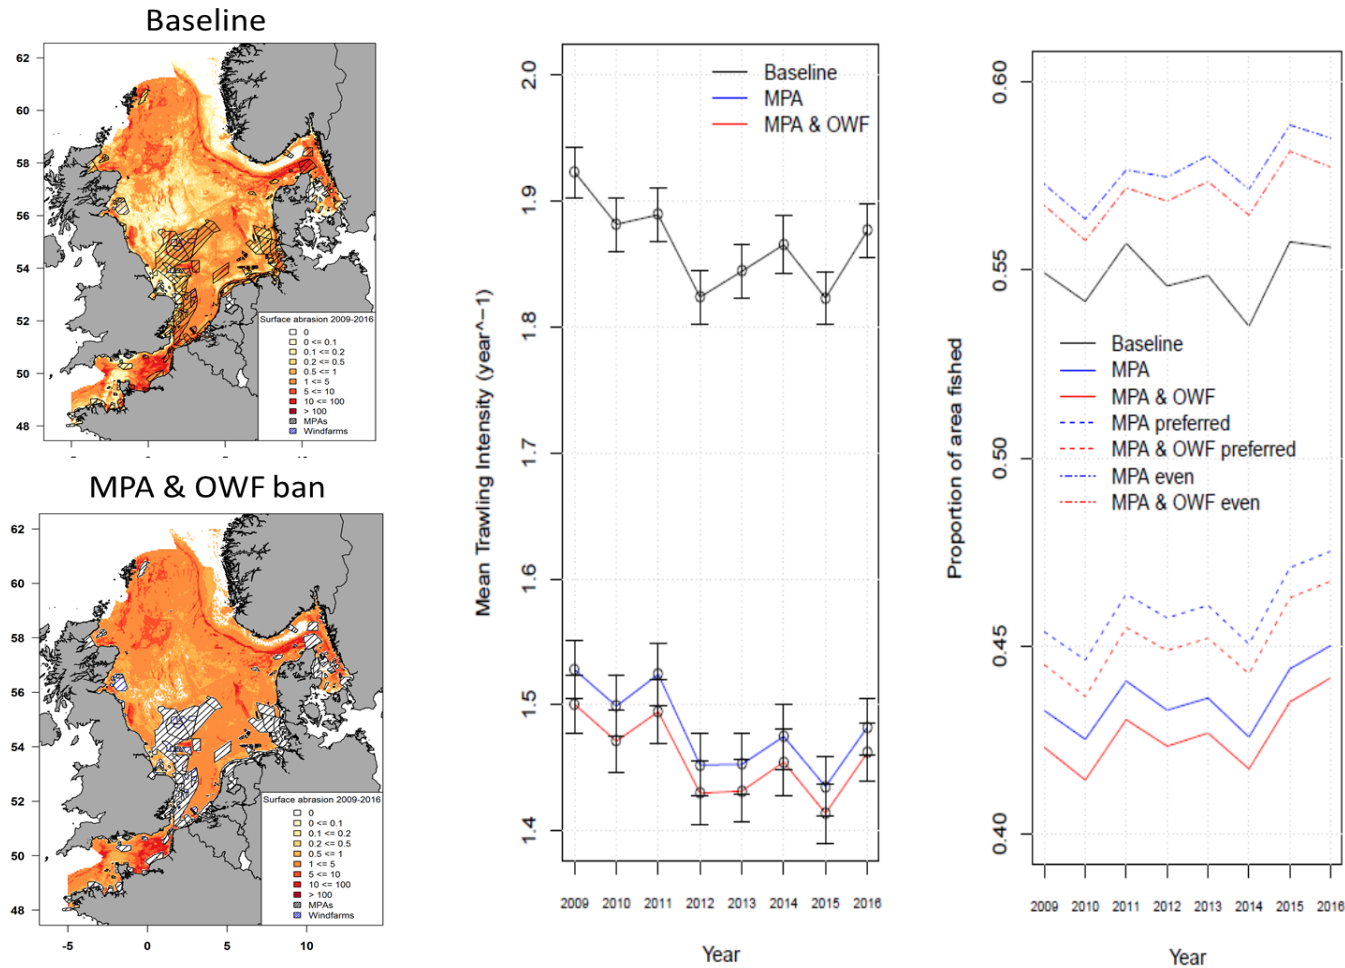 Baseline
62
60
58
56
54
52
50
48
Surface abrasion 2009-2016
0
0 <= 0.1
0.1 <= 0.2
0.2 <= 0.5
0.5 <= 1
1 <= 5
5 <= 10
10 <= 100
> 100
MPAs
Windfarms
MPA & OWF ban
62
60
58
56
54
52
50
48
Surface abrasion 2009-2016
0
0 <= 0.1
0.1 <= 0.2
0.2 <= 0.5
0.5 <= 1
1 <= 5
5 <= 10
10 <= 100
> 100
MPAs
Windfarms
-5 0 5 10
Mean Trawling Intensity (year^−1)
2.0
1.9
1.8
1.7
1.6
1.5
1.4
Baseline
MPA
MPA & OWF
2009 2010 2011 2012 2013 2014 2015 2016
Year
Proportion of area fished
0.60
0.55
0.50
0.45
0.40
Baseline
MPA
MPA & OWF
MPA preferred
MPA & OWF preferred
MPA even
MPA & OWF even
2009 2010 2011 2012 2013 2014 2015 2016
Year